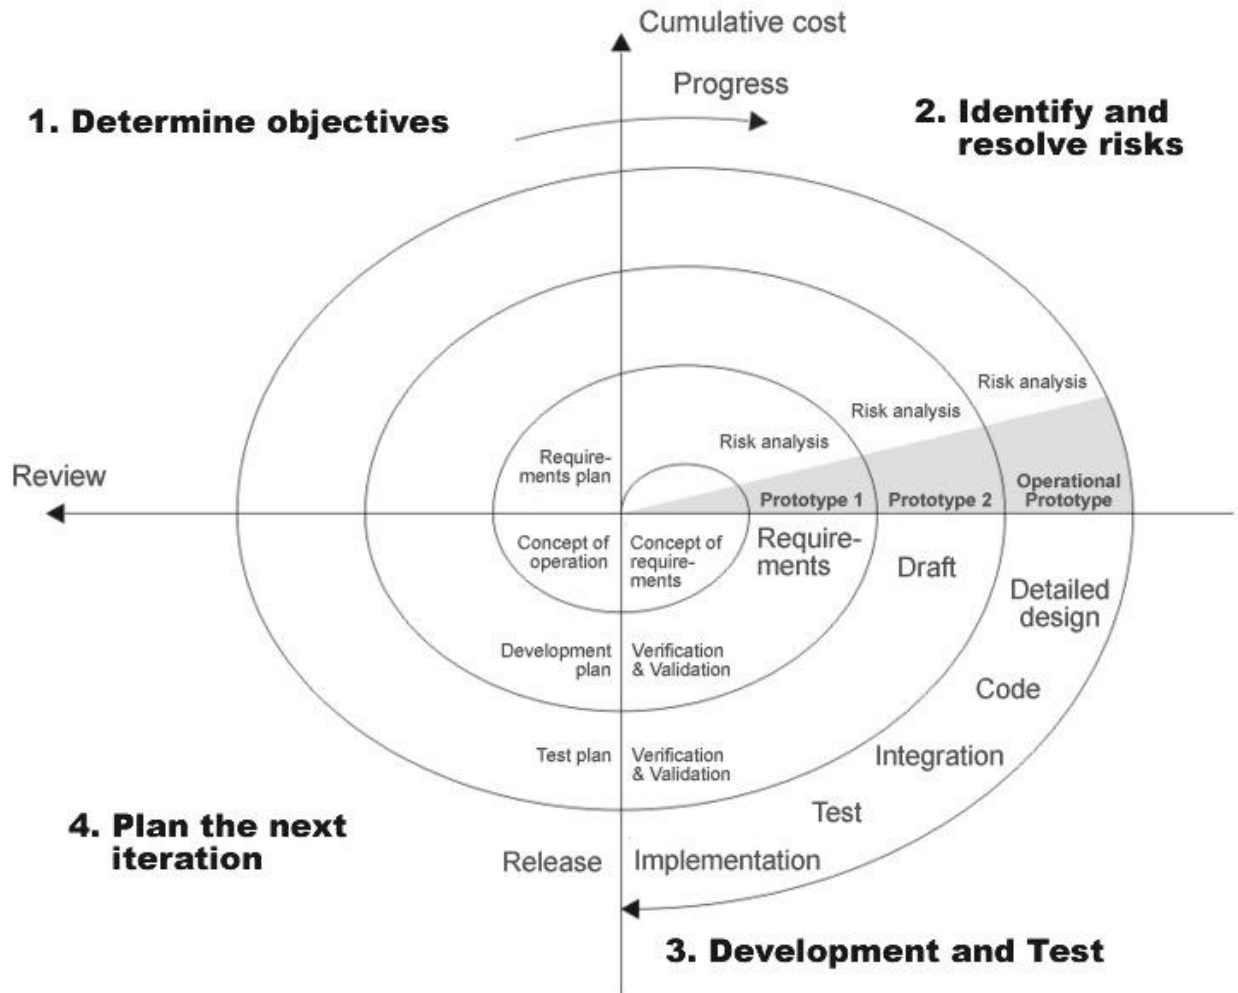 Cumulative cost
Progress
1. Determine objectives
2. Identify and
resolve risks
Risk analysis
Risk analysis
Risk analysis
Require-
ments plan
Review
Operational
Prototype
Prototype 1
Prototype 2
Concept of
operation
Concept of
require-
ments
Require-
ments
Draft
Detailed
design
Development
plan
Verification
& Validation
Code
Test plan
Verification
& Validation
Integration
Test
4. Plan the next
iteration
Release
Implementation
3. Development and Test